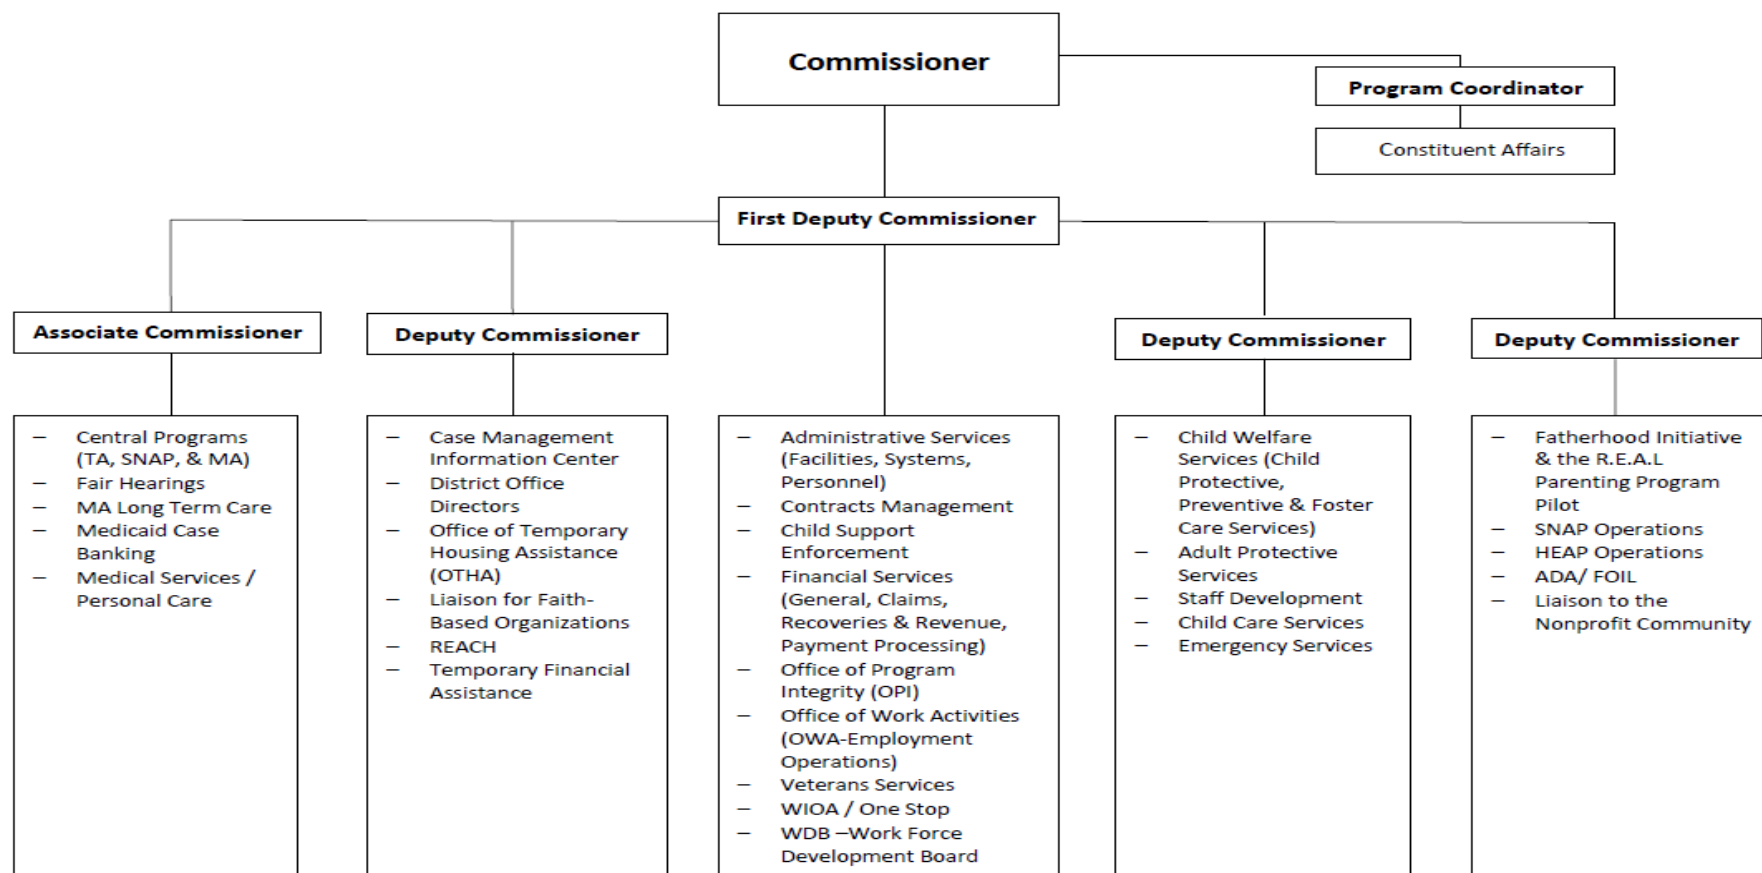 Commissioner
Program Coordinator
Constituent Affairs
First Deputy Commissioner
Associate Commissioner
Deputy Commissioner
Deputy Commissioner
Deputy Commissioner
– Central Programs
(TA, SNAP, & MA)
– Fair Hearings
– MA Long Term Care
– Medicaid Case
Banking
– Medical Services /
Personal Care
– Case Management
Information Center
– District Office
Directors
– Office of Temporary
Housing Assistance
(OTHA)
– Liaison for Faith-
Based Organizations
– REACH
– Temporary Financial
Assistance
– Administrative Services
(Facilities, Systems,
Personnel)
– Contracts Management
– Child Support
Enforcement
– Financial Services
(General, Claims,
Recoveries & Revenue,
Payment Processing)
– Office of Program
Integrity (OPI)
– Office of Work Activities
(OWA-Employment
Operations)
– Veterans Services
– WIOA / One Stop
– WDB –Work Force
Development Board
– Child Welfare
Services (Child
Protective,
Preventive & Foster
Care Services)
– Adult Protective
Services
– Staff Development
– Child Care Services
– Emergency Services
– Fatherhood Initiative
& the R.E.A.L
Parenting Program
Pilot
– SNAP Operations
– HEAP Operations
– ADA/ FOIL
– Liaison to the
Nonprofit Community